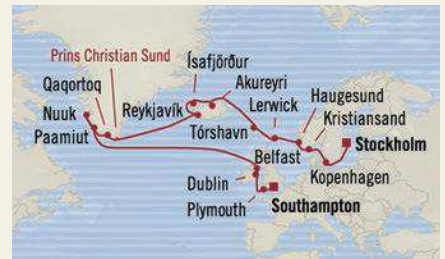 Prins Christian Sund
Ísafjörður
Qaqortoq
Akureyri
Nuuk
Reykjavík
Lerwick
Haugesund
Kristiansand
Paamiut
Tórshavn
Stockholm
Belfast
Kopenhagen
Dublin
Plymouth
Southampton